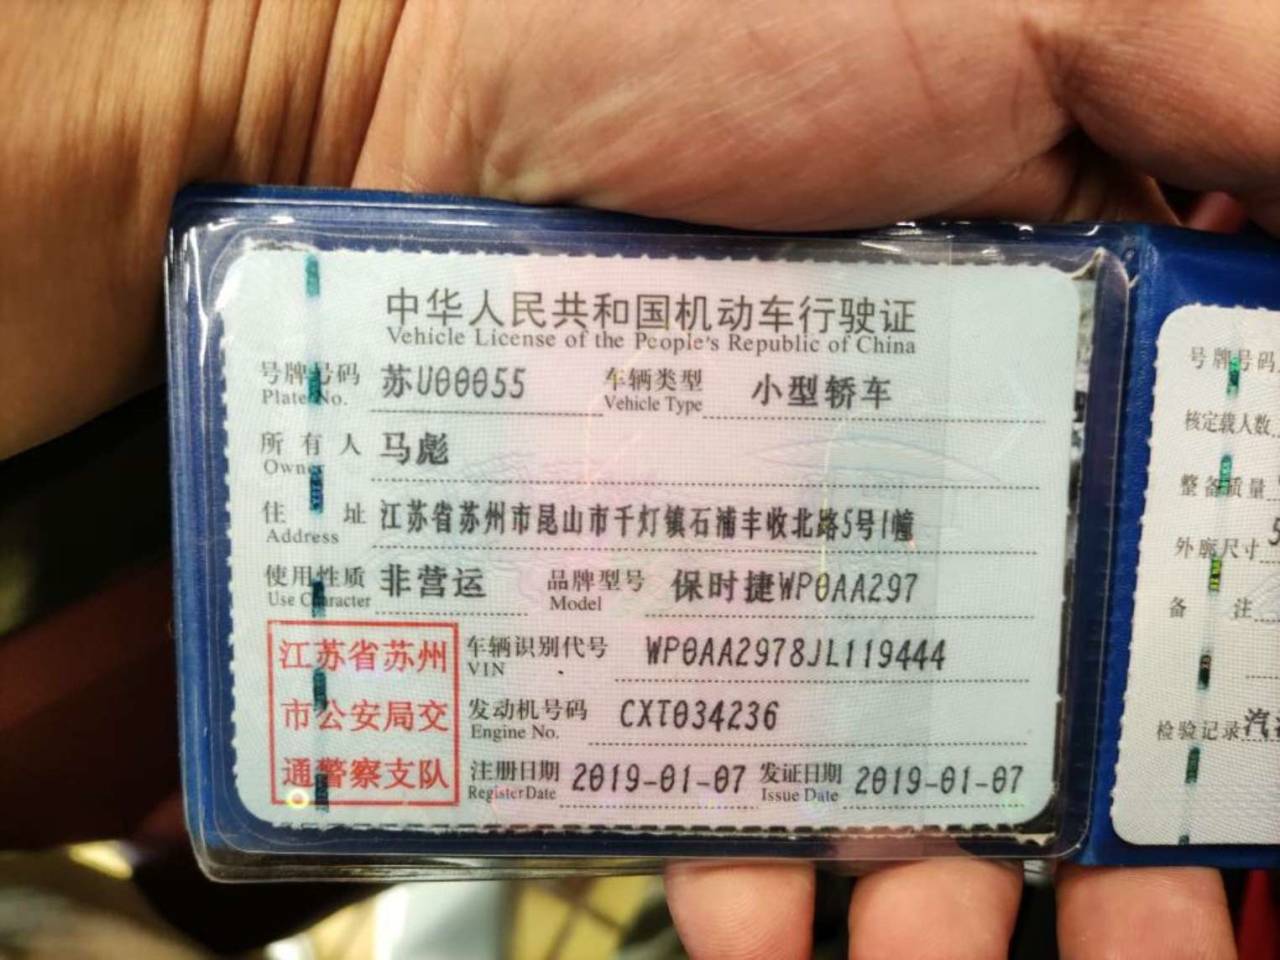 中华人民共和国机动车行驶证
Vehicle License of the People's Republic of China
号牌号码 苏U00055 车辆类型 小型轿车
Plate No. Vehicle Type
所有人 马彪
Owner
住址 江苏省苏州市昆山市千灯镇石浦丰收北路5号1幢
Address
使用性质 非营运 品牌型号 保时捷WP0AA297
Use Character Model
江苏省苏州
市公安局交
通警察支队
车辆识别代号 WP0AA2978JL119444
VIN
发动机号码 CXT034236
Engine No.
注册日期 2019-01-07 发证日期 2019-01-07
Register Date Issue Date
号牌号码
核定载人数
整备质量
外廓尺寸 5
备注
检验记录 汽